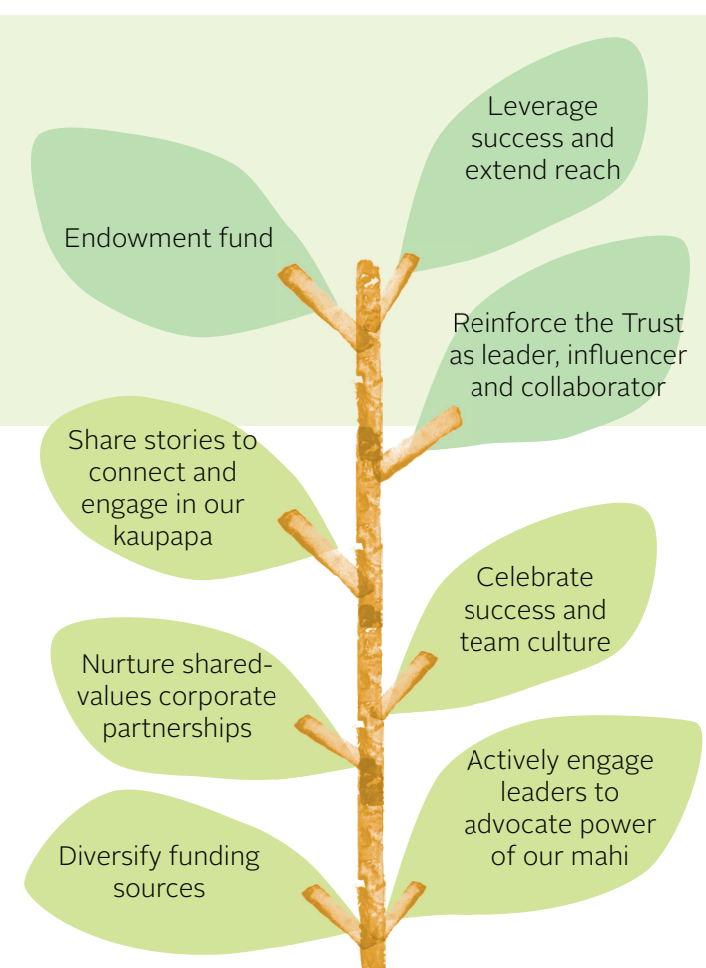 Leverage
success and
extend reach
Endowment fund
Reinforce the Trust
as leader, influencer
and collaborator
Share stories to
connect and
engage in our
kaupapa
Celebrate
success and
team culture
Nurture shared-
values corporate
partnerships
Actively engage
leaders to
advocate power
of our mahi
Diversify funding
sources